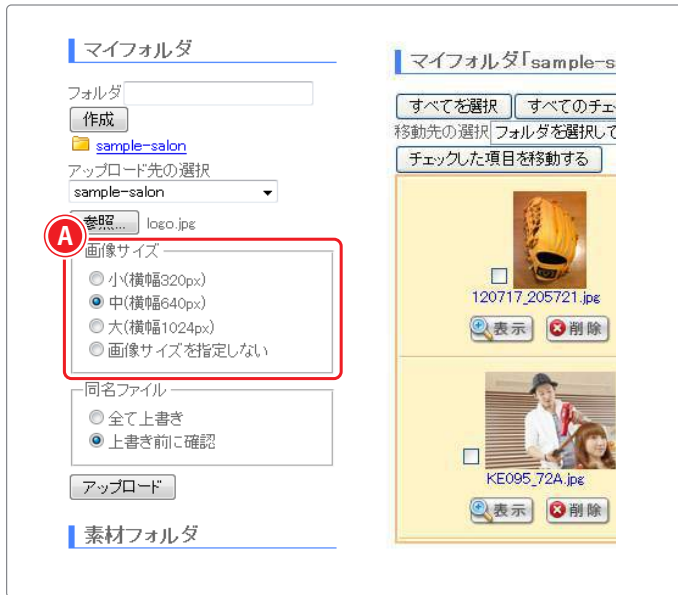 マイフォルダ
フォルダ
作成
sample-salon
アップロード先の選択
sample-salon
参照... logo.jpg
A
画像サイズ
小(横幅320px)
中(横幅640px)
大(横幅1024px)
画像サイズを指定しない
同名ファイル
全て上書き
上書き前に確認
アップロード
素材フォルダ
マイフォルダ「sample-s
すべてを選択 すべてのチェ
移動先の選択 フォルダを選択して
チェックした項目を移動する
120717_205721.jpg
表示 削除
KE095_72A.jpg
表示 削除